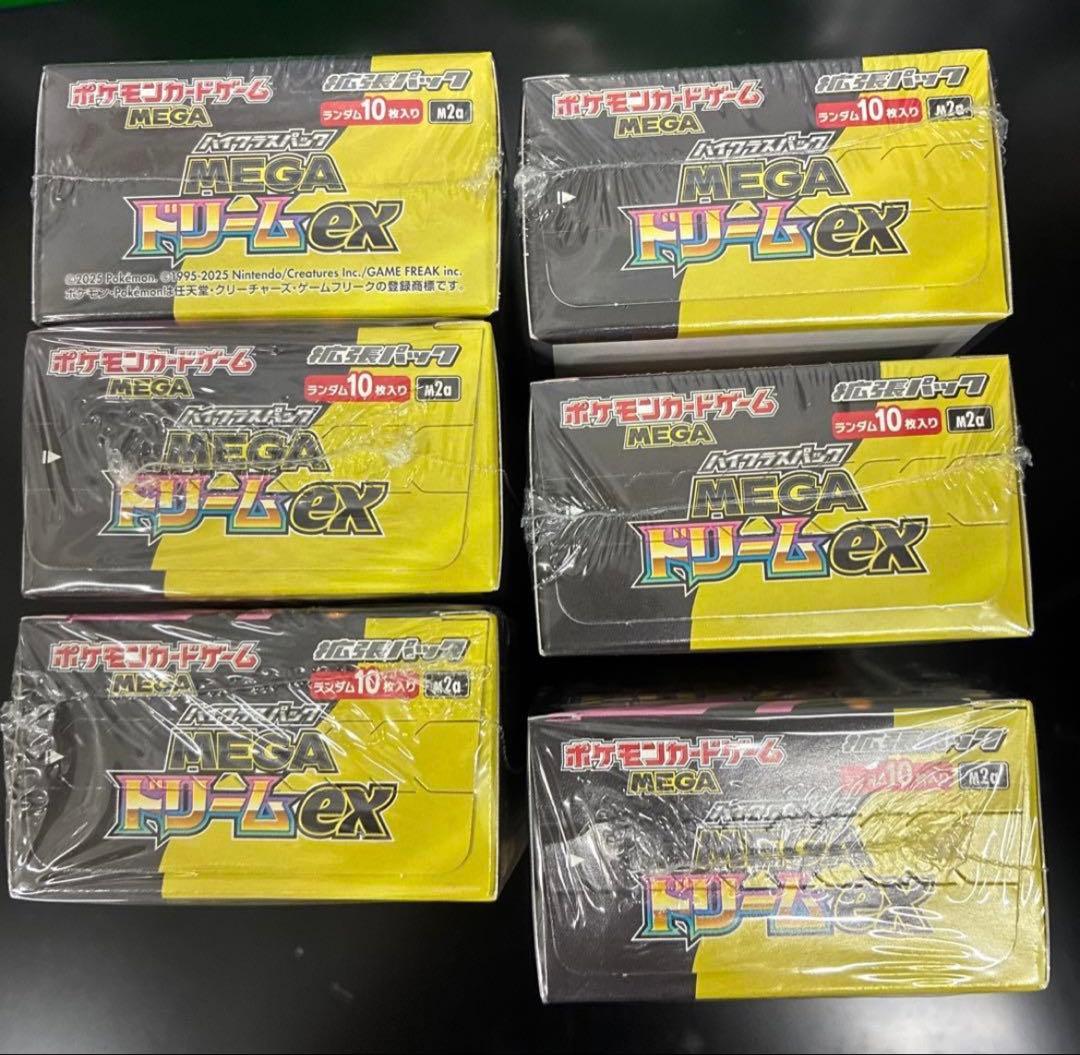 ポケモンカードゲーム
MEGA
拡張パック
ランダム10枚入り M2a
ハイクラスパック
MEGA
ドリームex
©2025 Pokémon. ©1995-2025 Nintendo/Creatures Inc./GAME FREAK inc.
ポケモン・Pokémonは任天堂・クリーチャーズ・ゲームフリークの登録商標です。
ポケモンカードゲーム
MEGA
拡張パック
ランダム10枚入り M2a
ハイクラスパック
MEGA
ドリームex
ポケモンカードゲーム
MEGA
拡張パック
ランダム10枚入り M2a
ハイクラスパック
MEGA
ドリームex
ポケモンカードゲーム
MEGA
拡張パック
ランダム10枚入り M2a
ハイクラスパック
MEGA
ドリームex
ポケモンカードゲーム
MEGA
拡張パック
ランダム10枚入り M2a
ハイクラスパック
MEGA
ドリームex
ポケモンカードゲーム
MEGA
拡張パック
ランダム10枚入り M2a
ハイクラスパック
MEGA
ドリームex